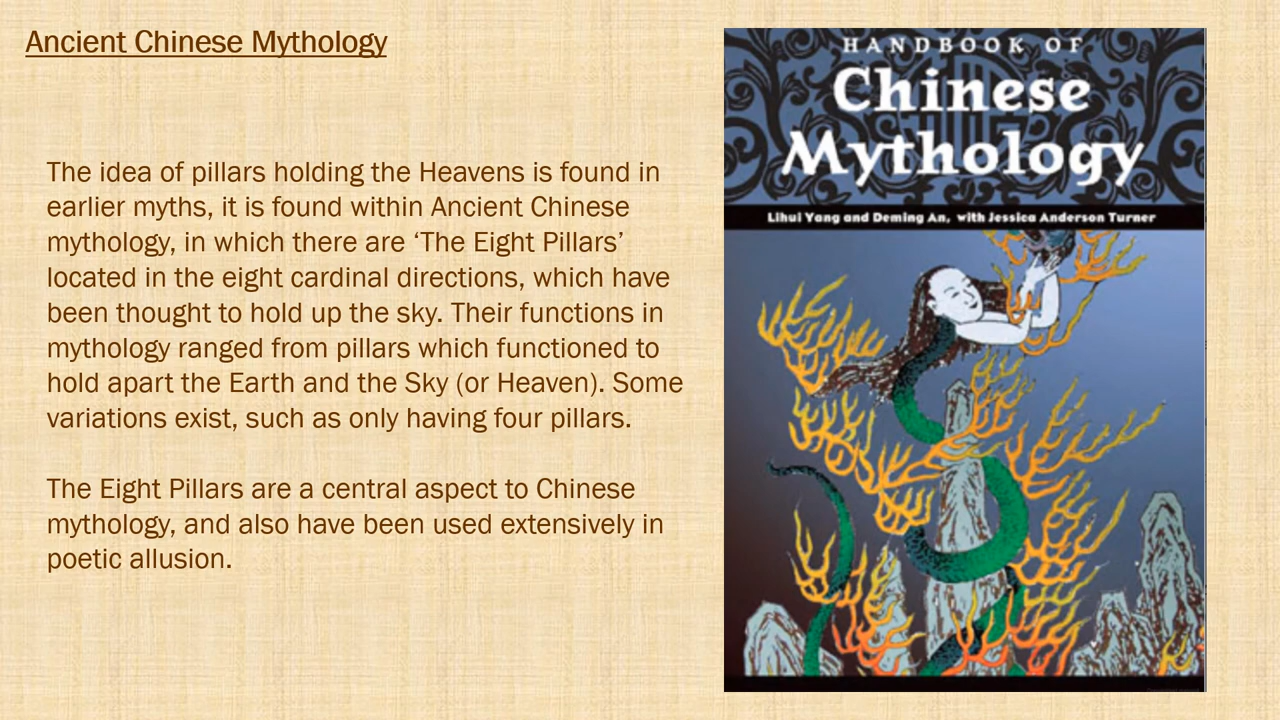 Ancient Chinese Mythology
The idea of pillars holding the Heavens is found in
earlier myths, it is found within Ancient Chinese
mythology, in which there are ‘The Eight Pillars’
located in the eight cardinal directions, which have
been thought to hold up the sky. Their functions in
mythology ranged from pillars which functioned to
hold apart the Earth and the Sky (or Heaven). Some
variations exist, such as only having four pillars.
The Eight Pillars are a central aspect to Chinese
mythology, and also have been used extensively in
poetic allusion.
HANDBOOK OF
Chinese
Mythology
Lihui Yang and Deming An, with Jessica Anderson Turner